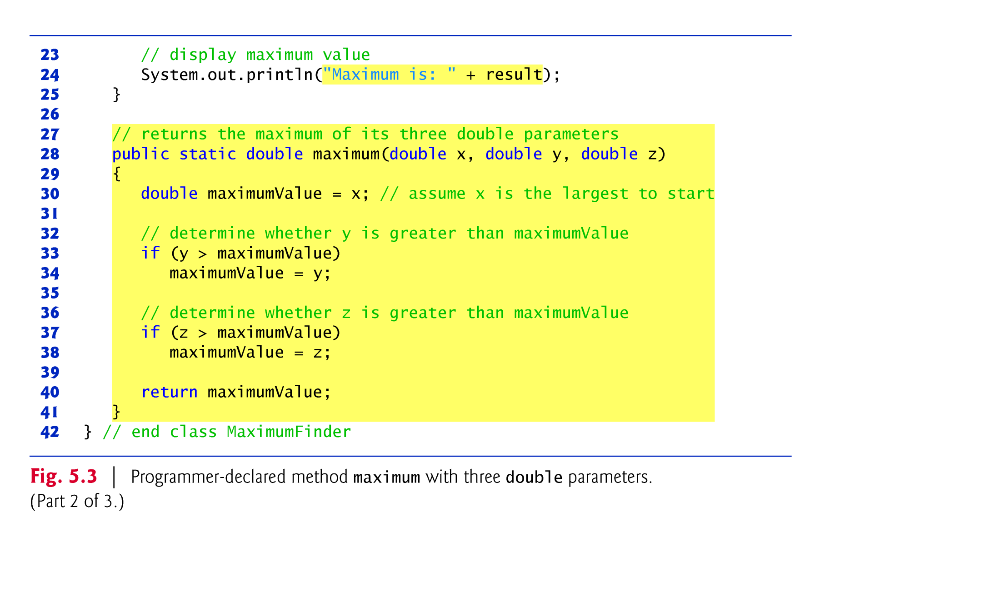 23 // display maximum value
24 System.out.println("Maximum is: " + result);
25 }
26
27 // returns the maximum of its three double parameters
28 public static double maximum(double x, double y, double z)
29 {
30 double maximumValue = x; // assume x is the largest to start
31
32 // determine whether y is greater than maximumValue
33 if (y > maximumValue)
34 maximumValue = y;
35
36 // determine whether z is greater than maximumValue
37 if (z > maximumValue)
38 maximumValue = z;
39
40 return maximumValue;
41 }
42 } // end class MaximumFinder
Fig. 5.3 | Programmer-declared method maximum with three double parameters.
(Part 2 of 3.)